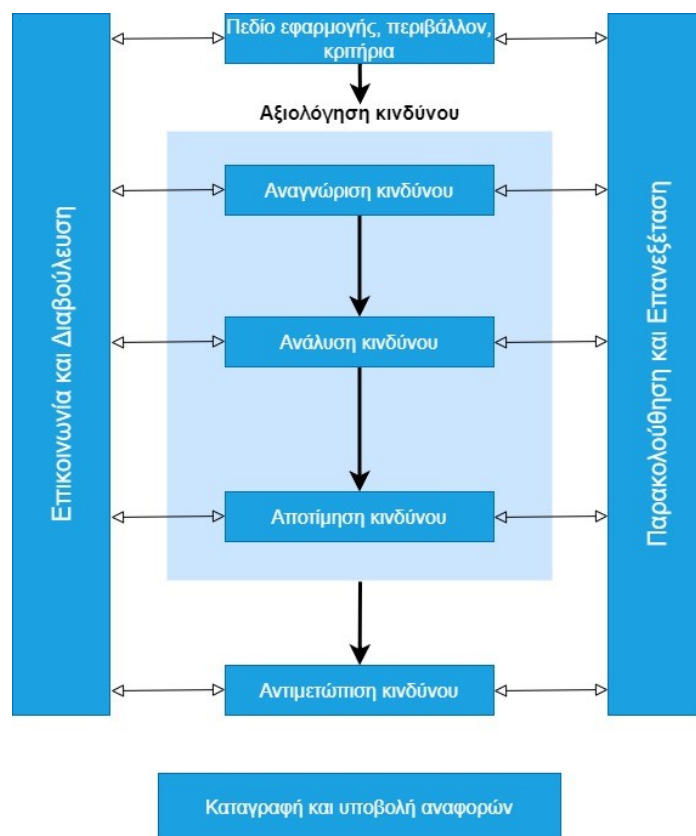 Πεδίο εφαρμογής, περιβάλλον,
κριτήρια
Αξιολόγηση κινδύνου
Επικοινωνία και Διαβούλευση
Αναγνώριση κινδύνου
Ανάλυση κινδύνου
Αποτίμηση κινδύνου
Παρακολούθηση και Επανεξέταση
Αντιμετώπιση κινδύνου
Καταγραφή και υποβολή αναφορών